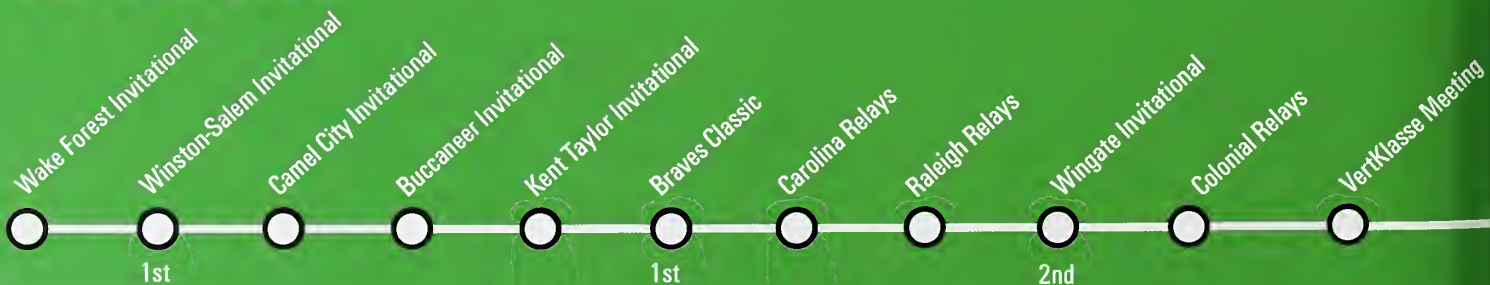 Wake Forest Invitational
Winston-Salem Invitational
Camel City Invitational
Buccaneer Invitational
Kent Taylor Invitational
Braves Classic
Carolina Relays
Raleigh Relays
Wingate Invitational
Colonial Relays
VertKlasse Meeting
1st
1st
2nd